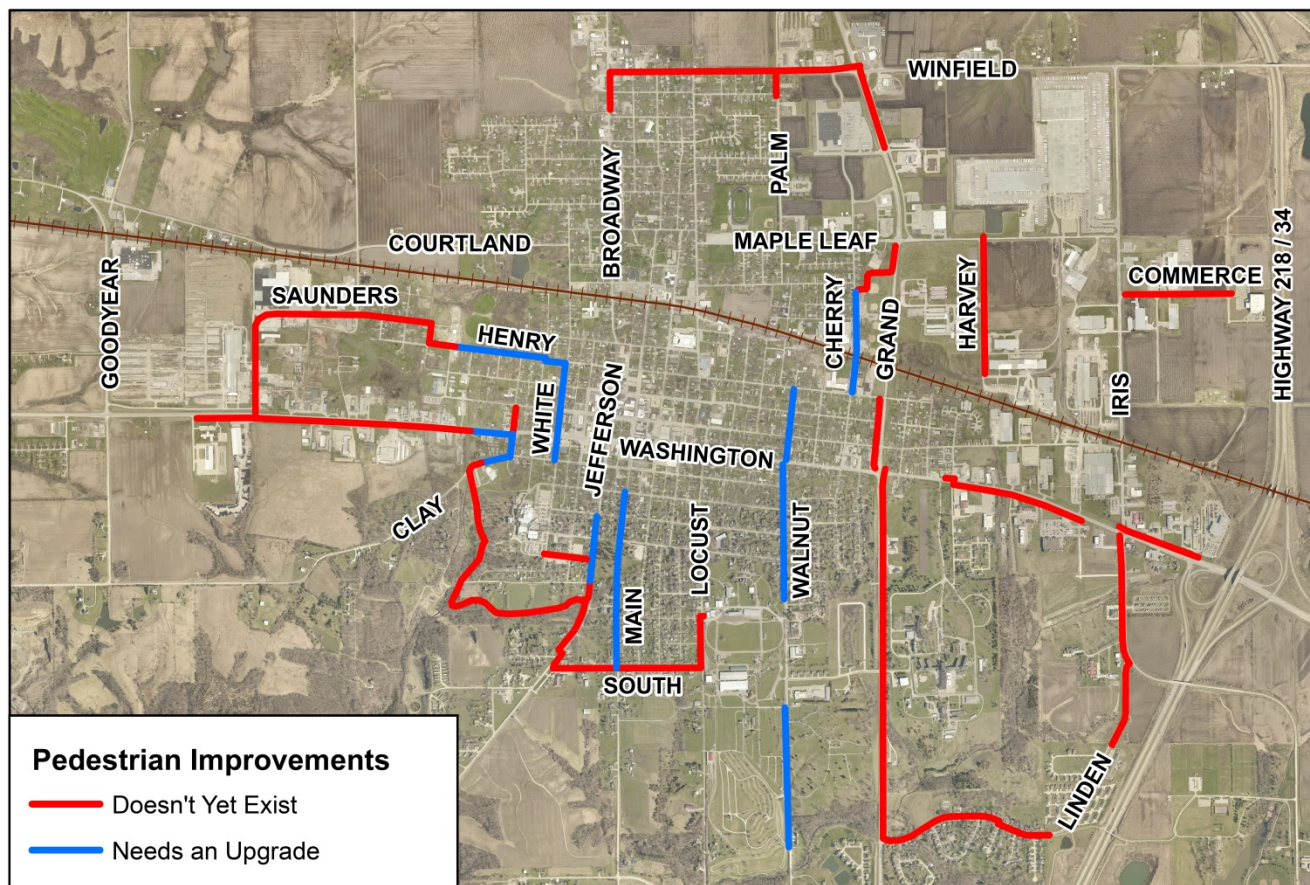 WINFIELD
BROADWAY
PALM
COURTLAND
MAPLE LEAF
GOODYEAR
SAUNDERS
HENRY
CHERRY
GRAND
HARVEY
COMMERCE
HIGHWAY 218 / 34
IRIS
WHITE
JEFFERSON
WASHINGTON
CLAY
LOCUST
WALNUT
MAIN
SOUTH
LINDEN
Pedestrian Improvements
Doesn't Yet Exist
Needs an Upgrade